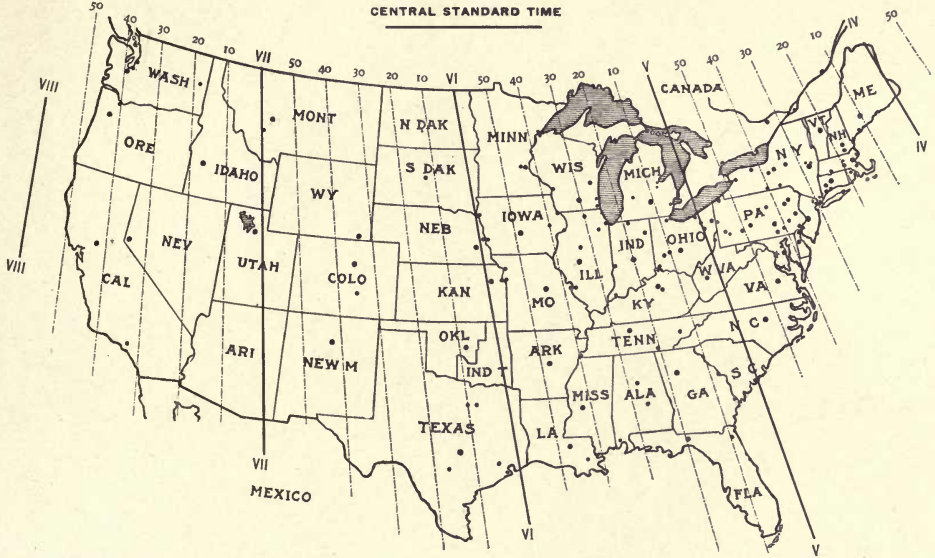 CENTRAL STANDARD TIME
50 40 30 20 10 VII 50 40 30 20 10 VI 50 40 30 20 10 V 50 40 30 20 10 IV 50
VIII
WASH
MONT
N DAK
MINN
CANADA
ME
VT
NH
ORE
IDAHO
S DAK
WIS
MICH
N Y
IV
WY
IOWA
PA
NEB
VIII
NEV
UTAH
COLO
ILL
IND
OHIO
W VA
CAL
KAN
MO
KY
VA
ARI
NEW M
OKL
IND T
ARK
TENN
N C
S C
MISS
ALA
GA
TEXAS
LA
VII
MEXICO
FLA
VI
V